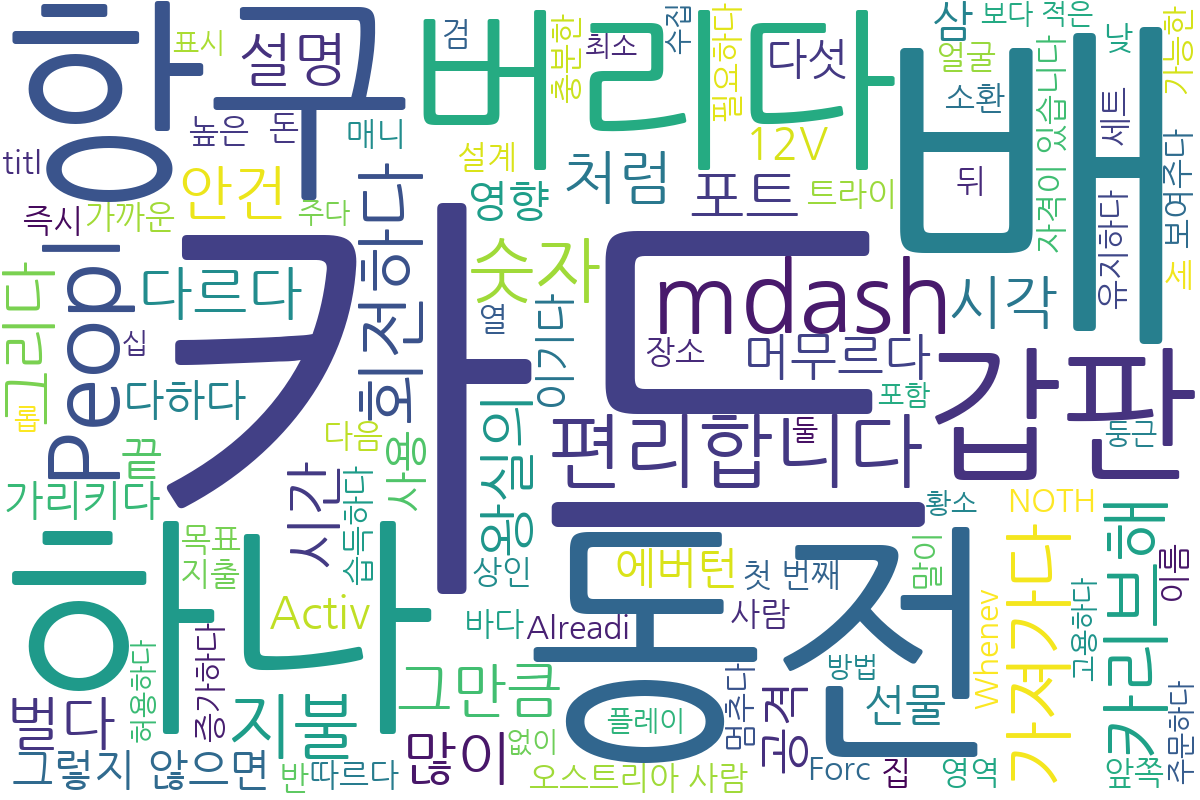 항구
설명
버리다
배
표시
검
충분한
최소
수집
필요하다
다섯
삼
보다 적은
낮
가능한
얼굴
소환
자격이 있습니다
세트
높은
돈
매니
titl
안건
설계
12V
처럼
포트
트라이
뒤
유지하다
세
보여주다
즉시
가까운
주다
영향
Peopl
다르다
회전하다
카드
숫자
mdash
시각
그리다
십
열
이기다
장소
머무르다
갑판
다하다
롭
끝
다음
사용
왕실의
편리합니다
둘
포함
둥근
가리키다
시간
습득하다
목표
지출
상인
동전
황소
NOTH
가져가다
카리브해
이름
아니
Activ
에버턴
첫 번째
말이
바다
Alreadi
사람
고용하다
Whenev
허용하다
증가하다
벌다
지불
그만큼
방법
멈추다
공격
선물
플레이
주문하다
그렇지 않으면
반
따르다
많이
없이
오스트리아 사람
Forc
집
영역
앞쪽